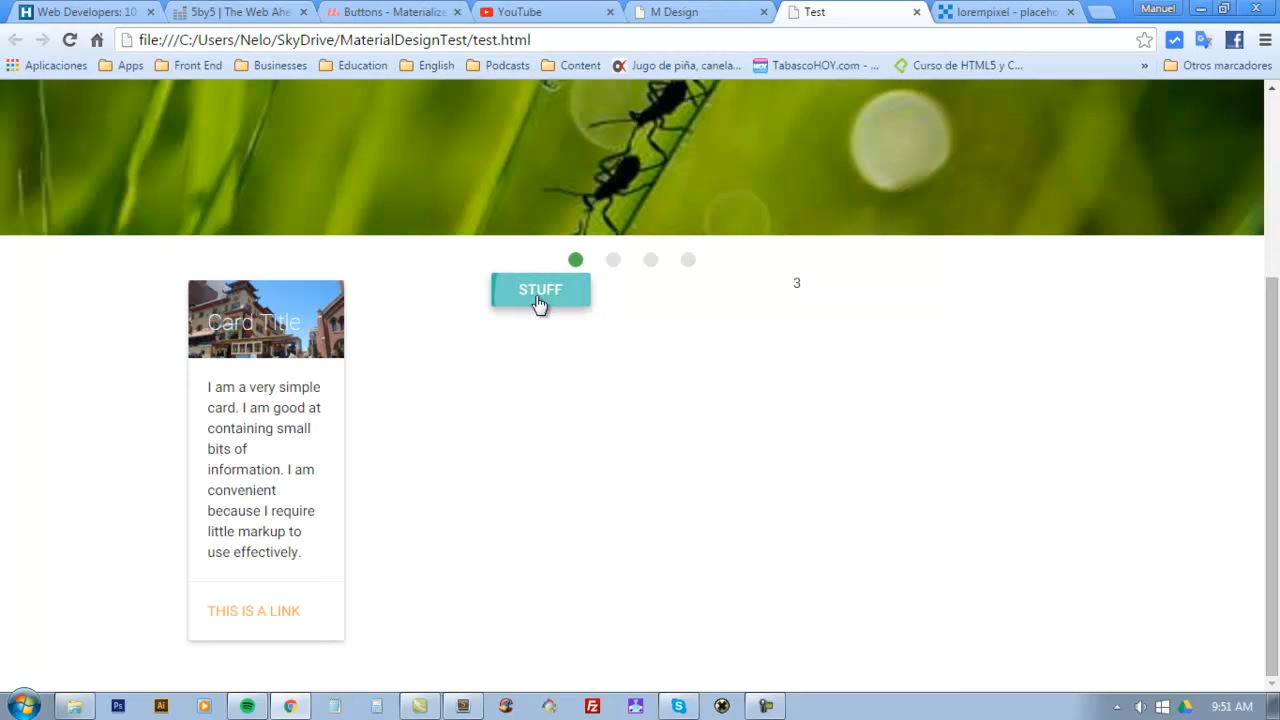 Web Developers: 10
5by5 | The Web Ahe
Buttons - Materialize
YouTube
M Design
Test
lorempixel - placeho
Manuel
file:///C:/Users/Nelo/SkyDrive/MaterialDesignTest/test.html
Aplicaciones
Apps
Front End
Businesses
Education
English
Podcasts
Content
Jugo de piña, canela...
TabascoHOY.com - ...
Curso de HTML5 y C...
»
Otros marcadores
STUFF
3
Card Title
I am a very simple
card. I am good at
containing small
bits of
information. I am
convenient
because I require
little markup to
use effectively.
THIS IS A LINK
9:51 AM